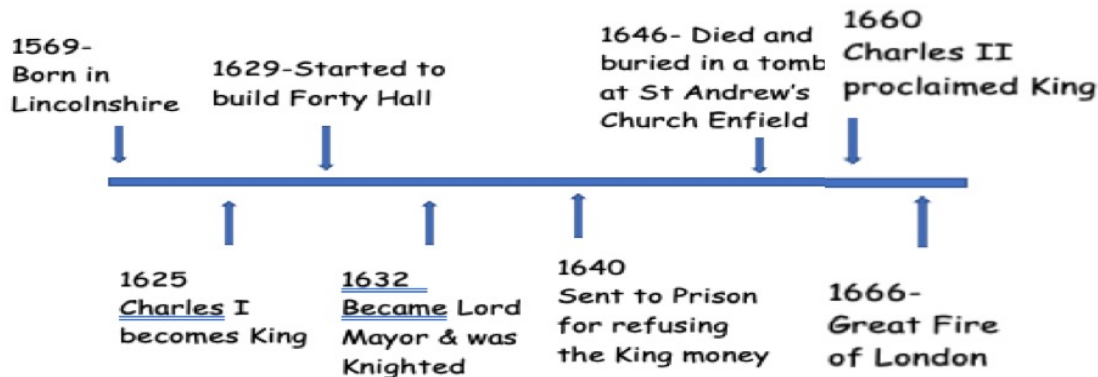 1569-
Born in
Lincolnshire
1629-Started to
build Forty Hall
1646- Died and
buried in a tomb
at St Andrew's
Church Enfield
1660
Charles II
proclaimed King
1625
Charles I
becomes King
1632
Became Lord
Mayor & was
Knighted
1640
Sent to Prison
for refusing
the King money
1666-
Great Fire
of London